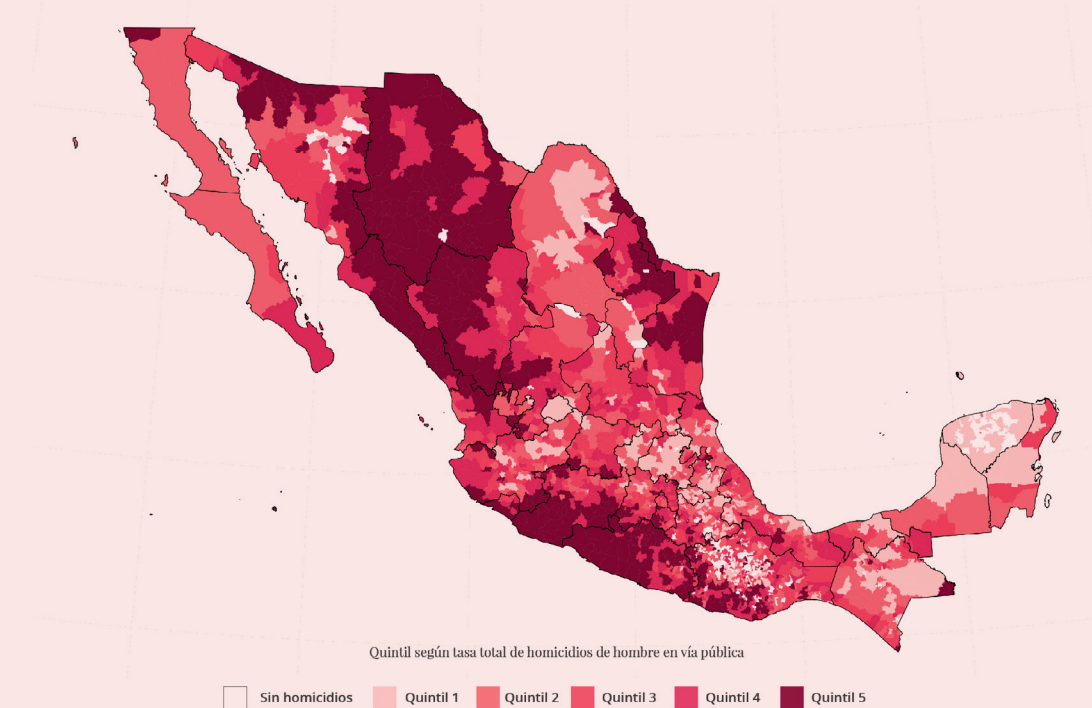 Quintil según tasa total de homicidios de hombre en vía pública
Sin homicidios Quintil 1 Quintil 2 Quintil 3 Quintil 4 Quintil 5